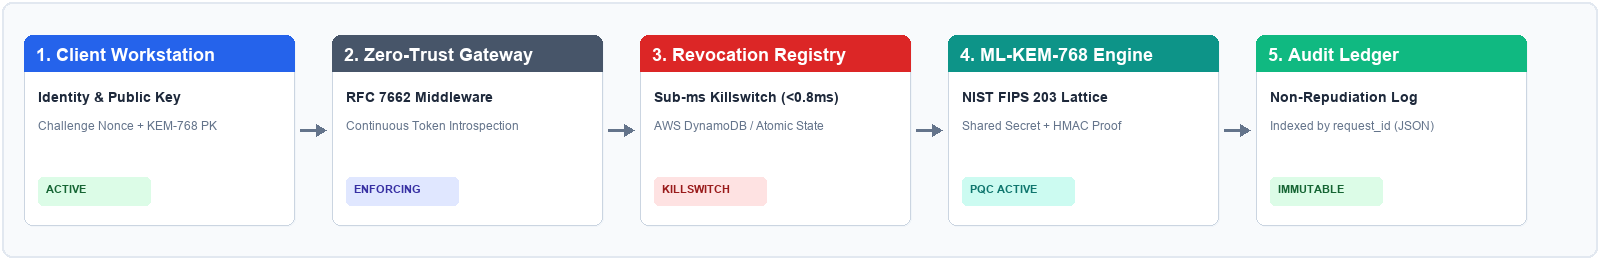 1. Client Workstation
Identity & Public Key
Challenge Nonce + KEM-768 PK
ACTIVE
2. Zero-Trust Gateway
RFC 7662 Middleware
Continuous Token Introspection
ENFORCING
3. Revocation Registry
Sub-ms Killswitch (<0.8ms)
AWS DynamoDB / Atomic State
KILLSWITCH
4. ML-KEM-768 Engine
NIST FIPS 203 Lattice
Shared Secret + HMAC Proof
PQC ACTIVE
5. Audit Ledger
Non-Repudiation Log
Indexed by request_id (JSON)
IMMUTABLE